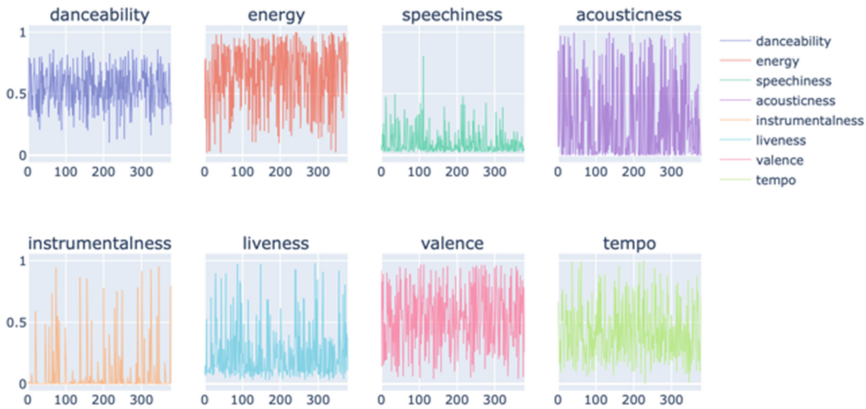 danceability energy speechiness acousticness
1
0.5
0
0 100 200 300 0 100 200 300 0 100 200 300 0 100 200 300
danceability
energy
speechiness
acousticness
instrumentalness
liveness
valence
tempo
instrumentalness liveness valence tempo
1
0.5
0
0 100 200 300 0 100 200 300 0 100 200 300 0 100 200 300